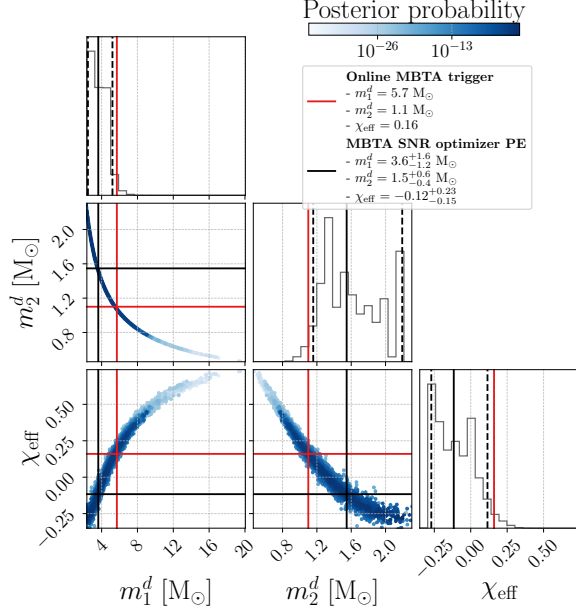 Posterior probability
10^{-26} 10^{-13}
Online MBTA trigger
- m_1^d = 5.7 M_⊙
- m_2^d = 1.1 M_⊙
- χ_eff = 0.16
MBTA SNR optimizer PE
- m_1^d = 3.6^{+1.6}_{-1.2} M_⊙
- m_2^d = 1.5^{+0.6}_{-0.4} M_⊙
- χ_eff = −0.12^{+0.23}_{-0.15}
m_2^d [M_⊙]
2.0
1.6
1.2
0.8
χ_eff
0.50
0.25
0.00
−0.25
4 8 12 16 20
m_1^d [M_⊙]
0.8 1.2 1.6 2.0
m_2^d [M_⊙]
−0.25 0.00 0.25 0.50
χ_eff